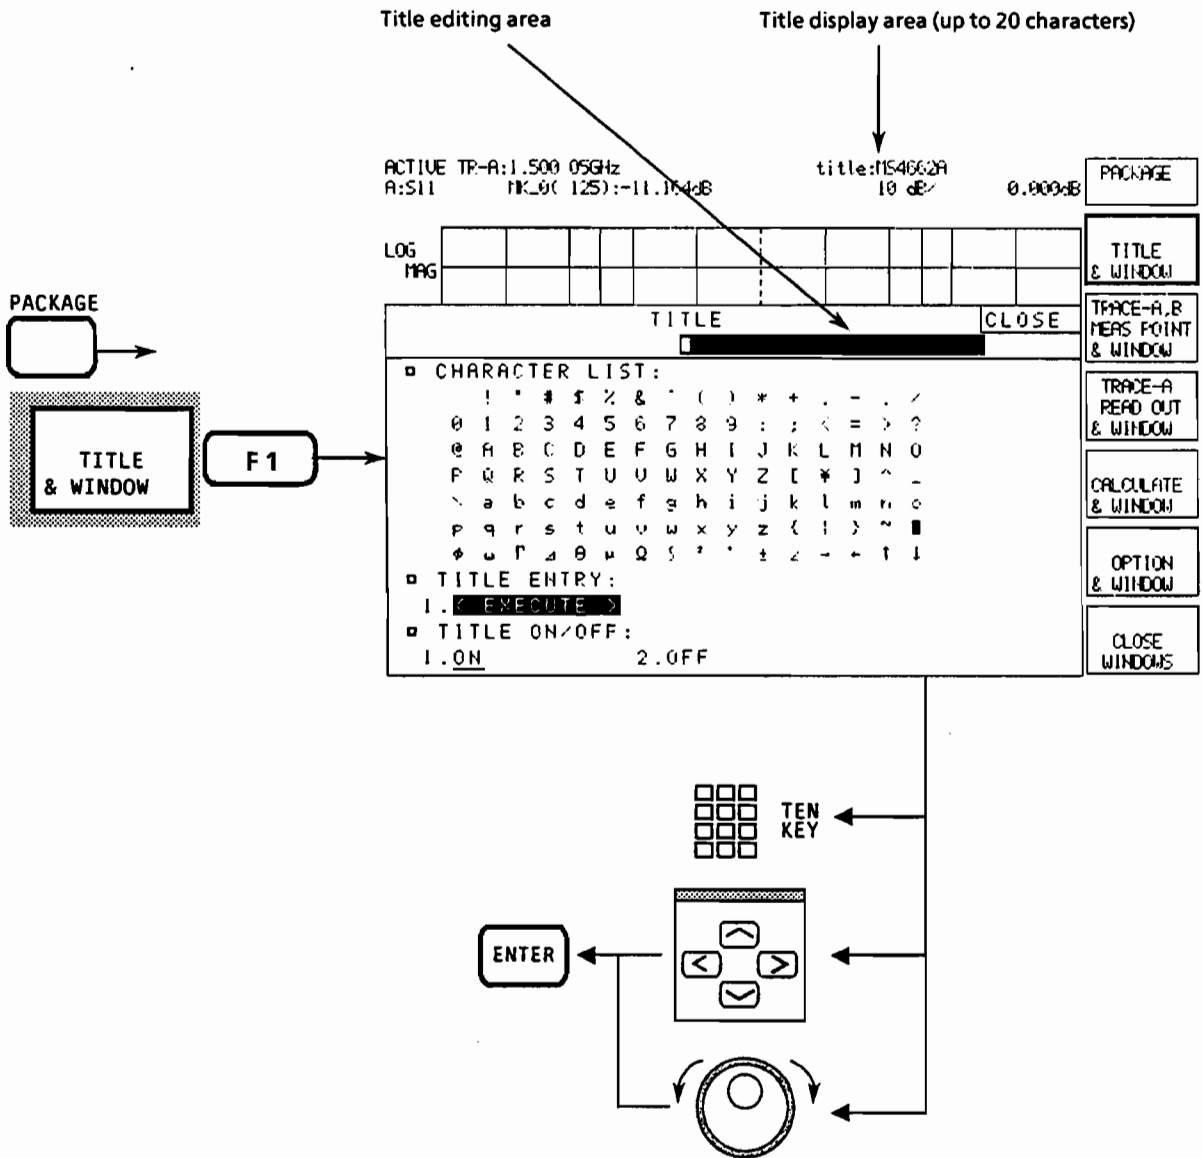 Title editing area
Title display area (up to 20 characters)
ACTIVE TR-A:1.500 05GHz
title:MS4662A
A:S11
MK_0( 125):-11.164dB
10 dB/
0.000dB
LOG
MAG
TITLE
CLOSE
CHARACTER LIST:
! " # $ % & ' ( ) * + , - . /
0 1 2 3 4 5 6 7 8 9 : ; < = > ?
@ A B C D E F G H I J K L M N O
P Q R S T U V W X Y Z [ ¥ ] ^ _
a b c d e f g h i j k l m n o
p q r s t u v w x y z { | } ~ █
TITLE ENTRY:
1.< EXECUTE >
TITLE ON/OFF:
1.ON 2.OFF
PACKAGE
TITLE
& WINDOW
TRACE-A,B
MEAS POINT
& WINDOW
TRACE-A
READ OUT
& WINDOW
CALCULATE
& WINDOW
OPTION
& WINDOW
CLOSE
WINDOWS
PACKAGE
TITLE
& WINDOW
F1
TEN
KEY
ENTER